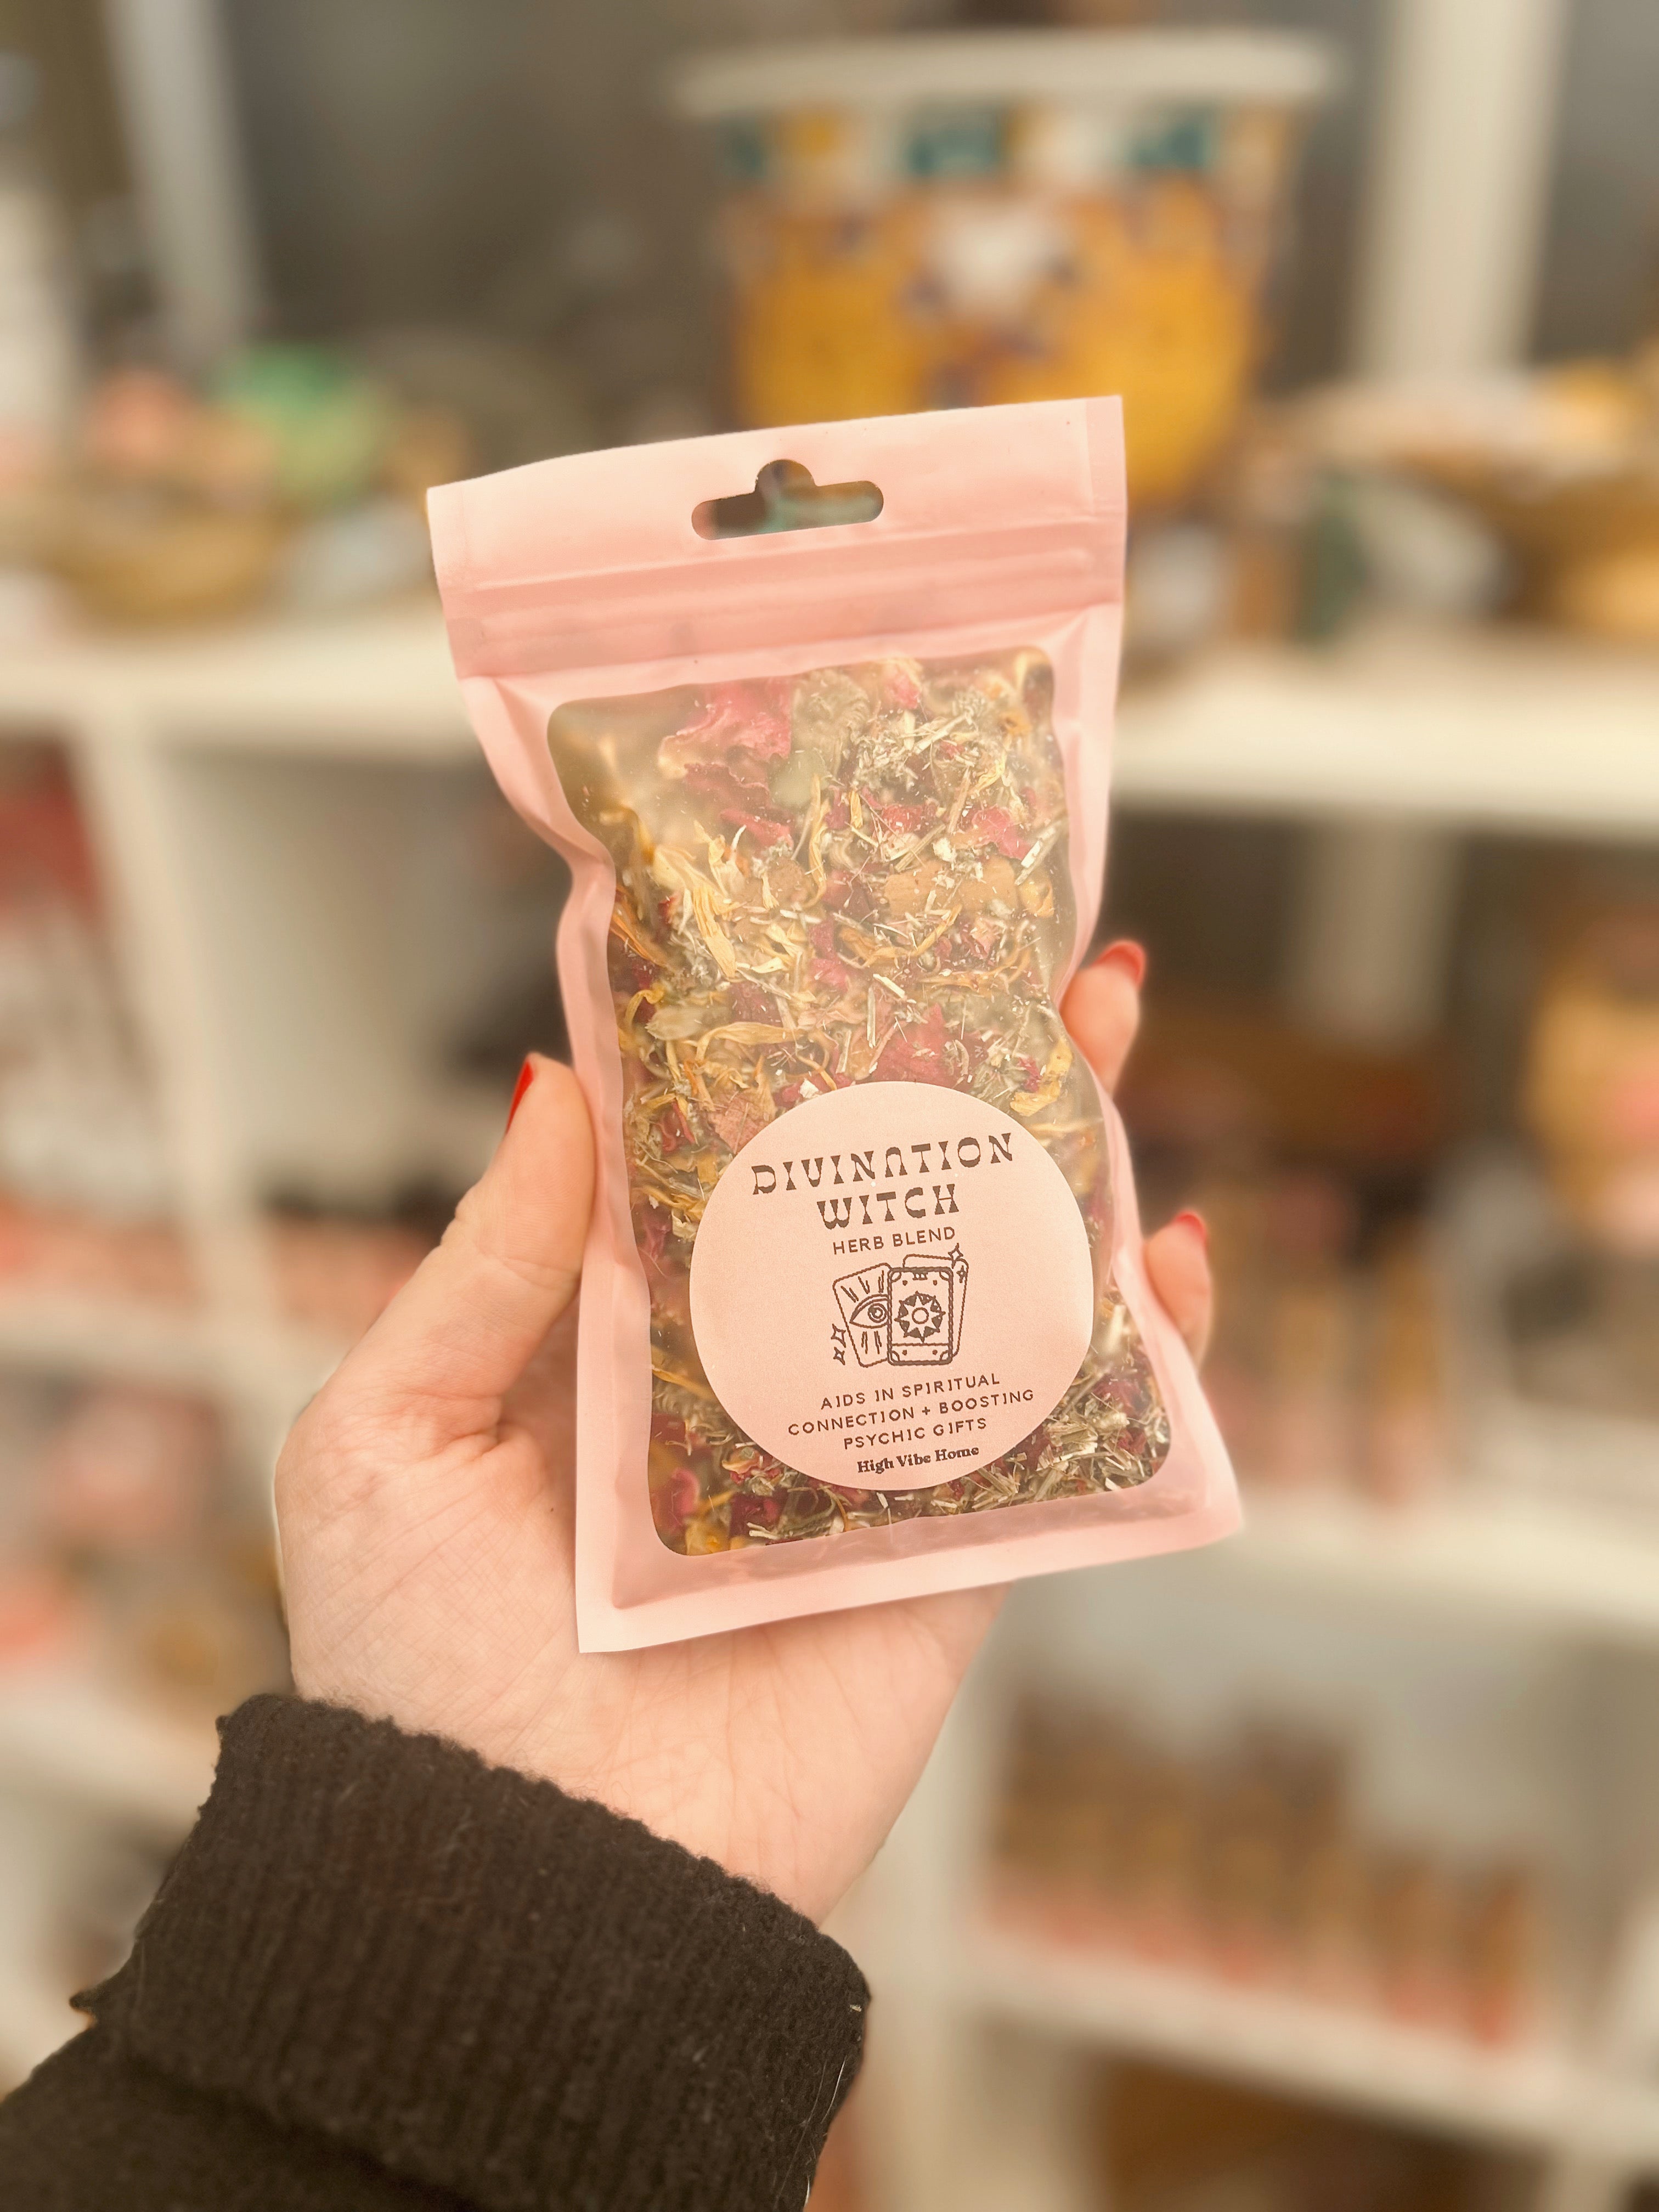 DIVINATION
WITCH
HERB BLEND
AIDS IN SPIRITUAL
CONNECTION + BOOSTING
PSYCHIC GIFTS
High Vibe Home